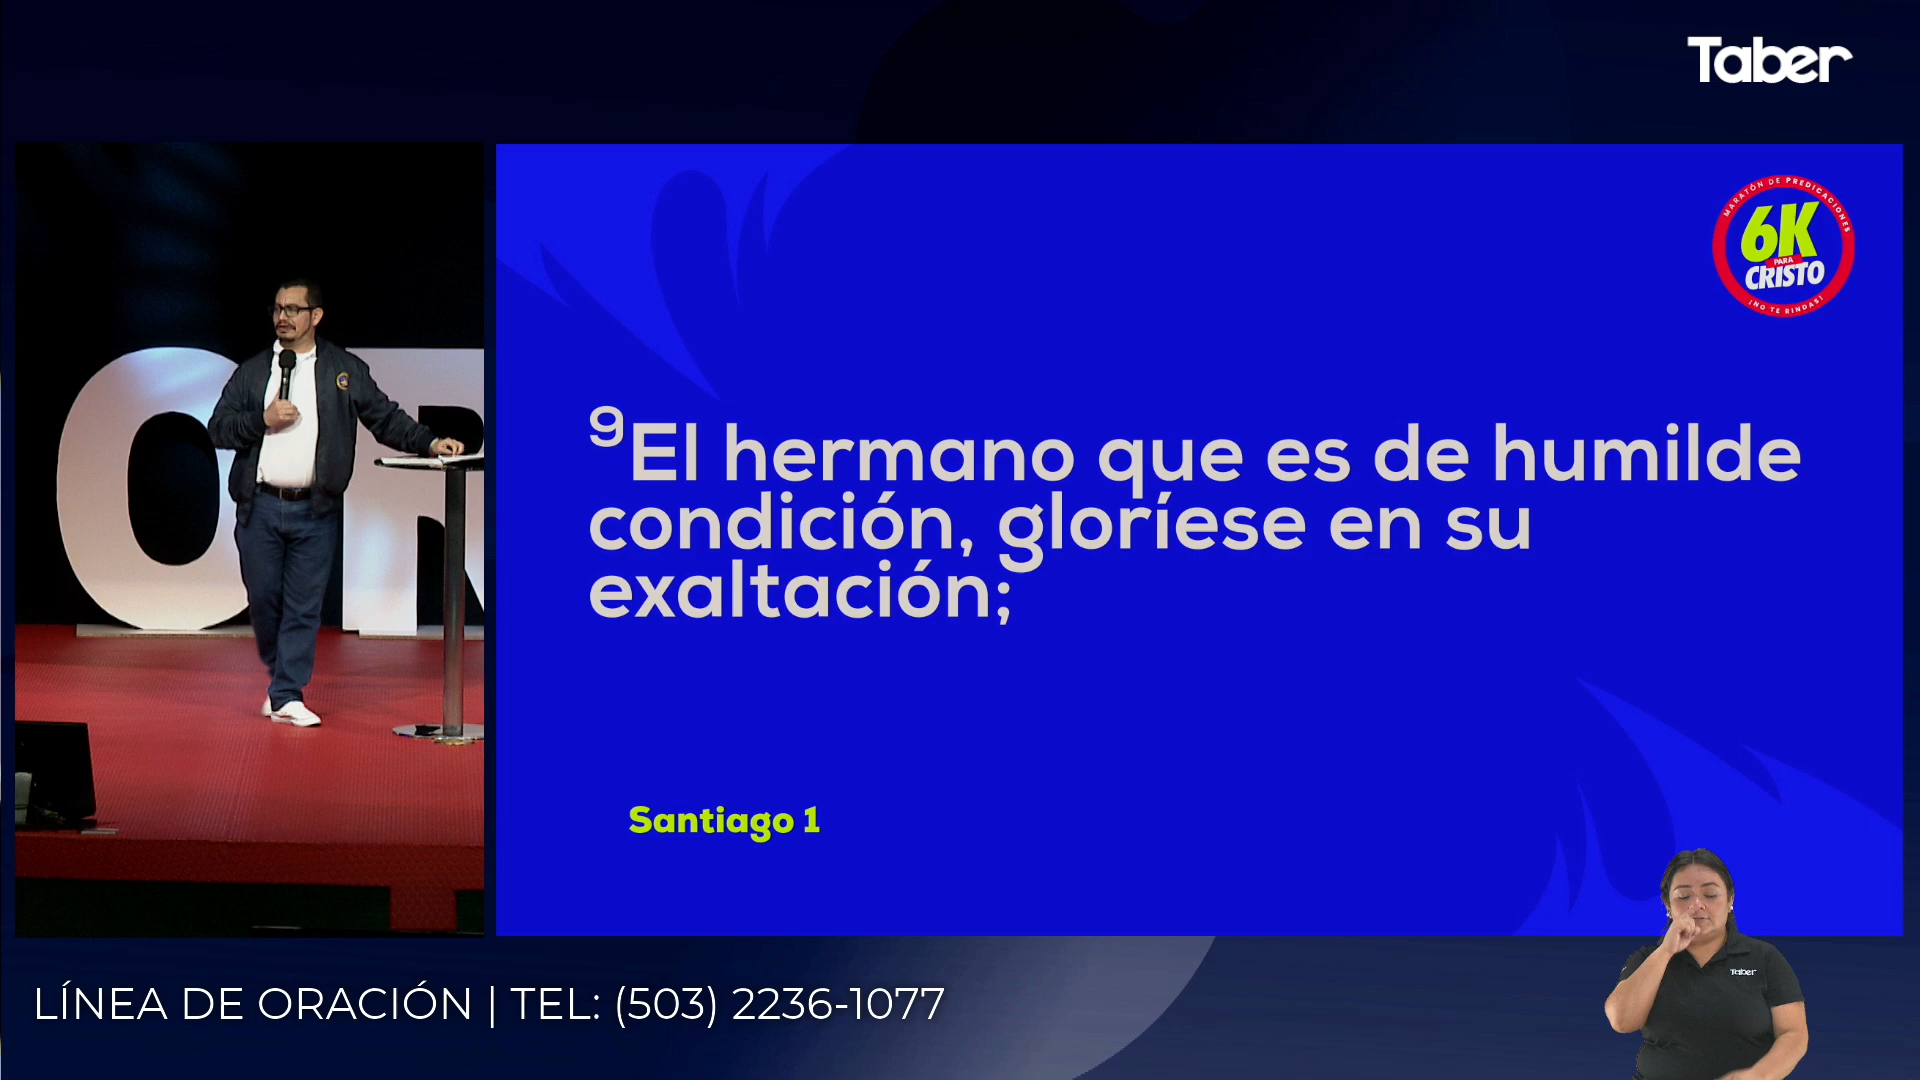 Taber
MARATÓN DE PREDICACIONES
6K
PARA
CRISTO
¡NO TE RINDAS!
⁹El hermano que es de humilde
condición, gloríese en su
exaltación;
Santiago 1
OR
Taber
LÍNEA DE ORACIÓN | TEL: (503) 2236-1077